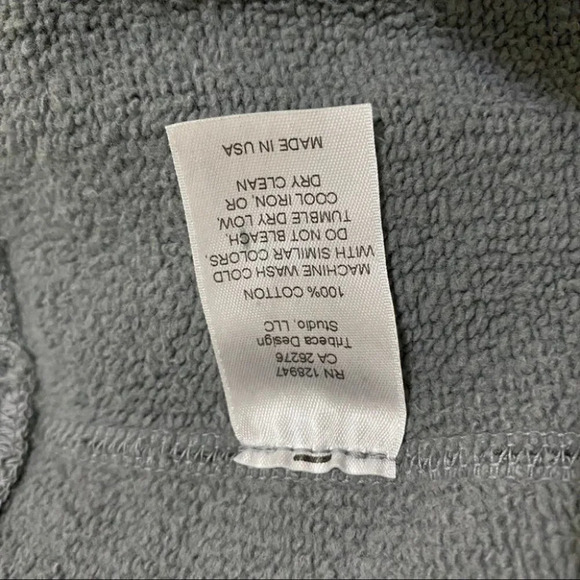 RN 128947
CA 26276
Tribeca Design
Studio, LLC
100% COTTON
MACHINE WASH COLD
WITH SIMILAR COLORS,
DO NOT BLEACH,
TUMBLE DRY LOW,
COOL IRON, OR
DRY CLEAN
MADE IN USA